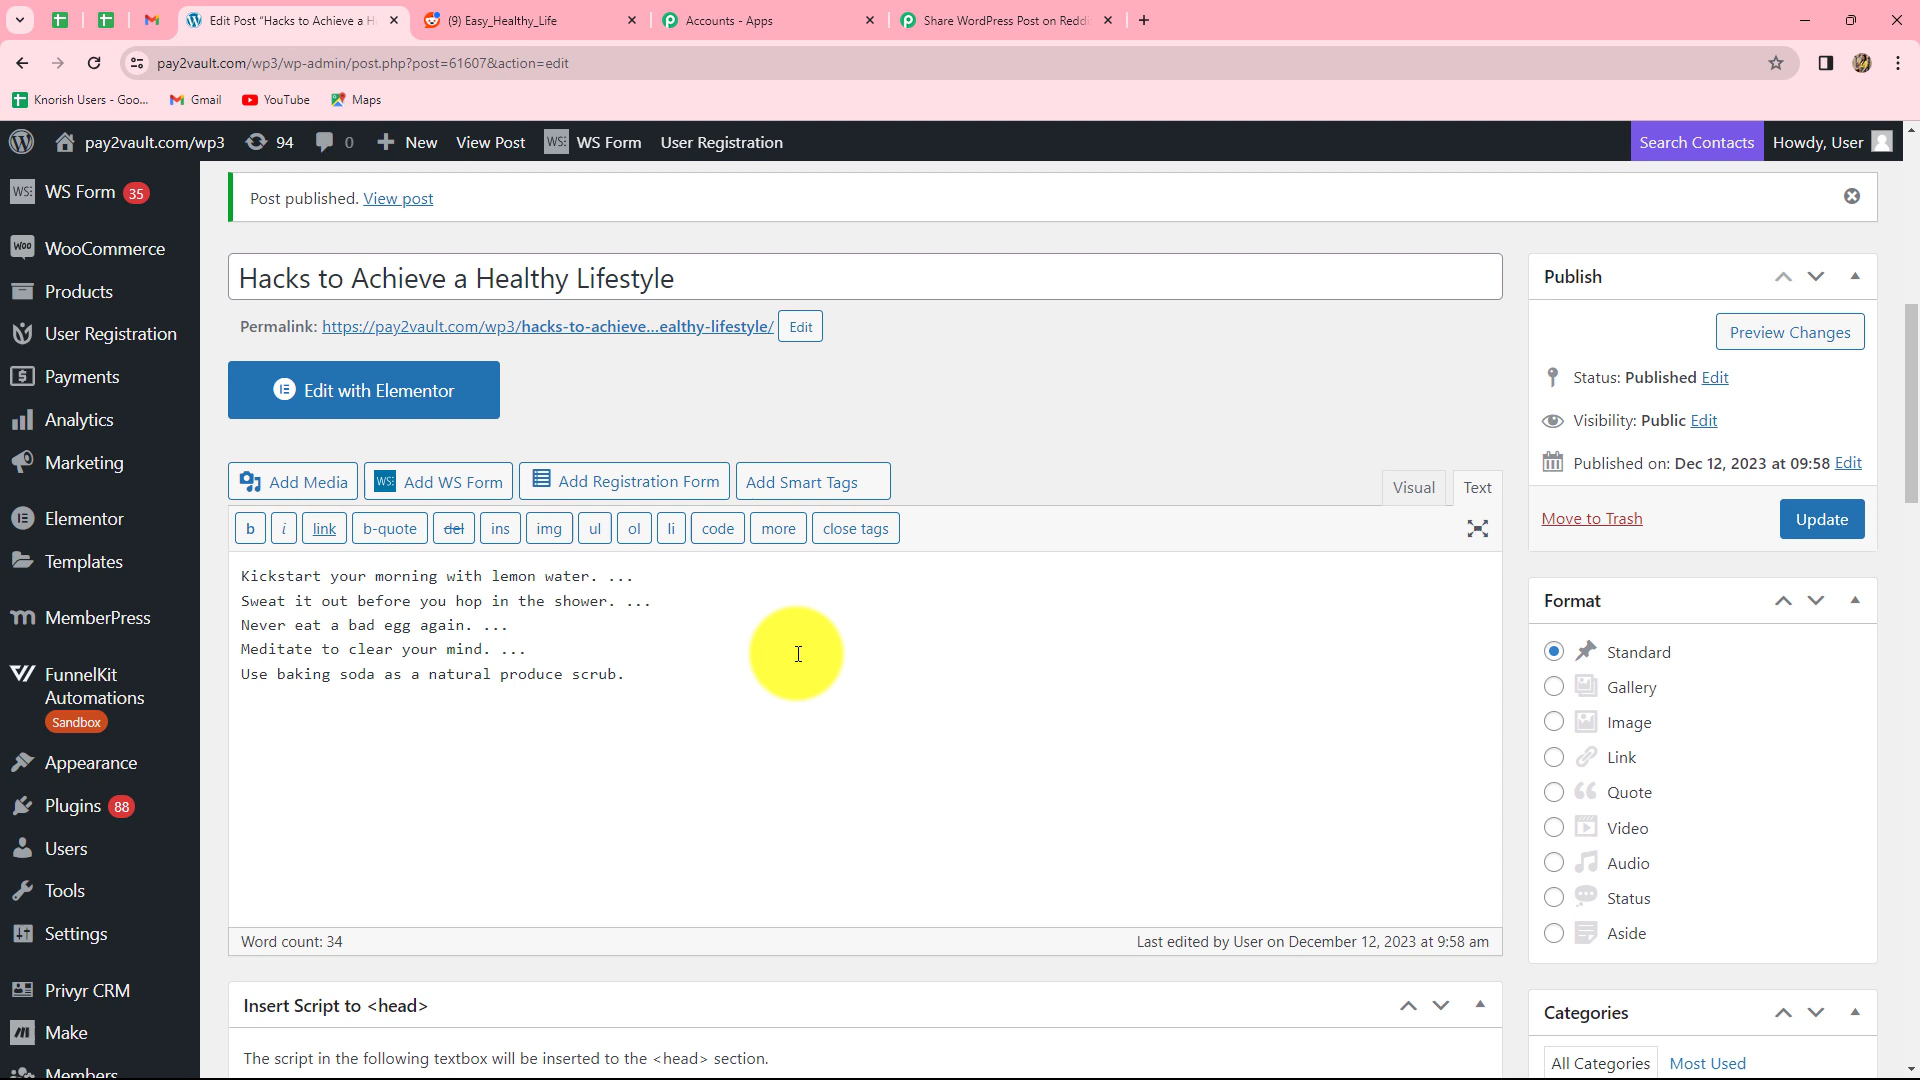 Edit Post "Hacks to Achieve a H
(9) Easy_Healthy_Life
Accounts - Apps
Share WordPress Post on Reddi
pay2vault.com/wp3/wp-admin/post.php?post=61607&action=edit
Knorish Users - Goo...
Gmail
YouTube
Maps
pay2vault.com/wp3
94
0
New
View Post
WS Form
User Registration
Search Contacts
Howdy, User
WS Form 35
WooCommerce
Products
User Registration
Payments
Analytics
Marketing
Elementor
Templates
MemberPress
FunnelKit
Automations
Sandbox
Appearance
Plugins 88
Users
Tools
Settings
Privyr CRM
Make
Members
Post published. View post
Hacks to Achieve a Healthy Lifestyle
Permalink: https://pay2vault.com/wp3/hacks-to-achieve...ealthy-lifestyle/ Edit
Edit with Elementor
Add Media
Add WS Form
Add Registration Form
Add Smart Tags
Visual
Text
b i link b-quote del ins img ul ol li code more close tags
Kickstart your morning with lemon water. ...
Sweat it out before you hop in the shower. ...
Never eat a bad egg again. ...
Meditate to clear your mind. ...
Use baking soda as a natural produce scrub.
Word count: 34
Last edited by User on December 12, 2023 at 9:58 am
Insert Script to <head>
The script in the following textbox will be inserted to the <head> section.
Publish
Preview Changes
Status: Published Edit
Visibility: Public Edit
Published on: Dec 12, 2023 at 09:58 Edit
Move to Trash
Update
Format
Standard
Gallery
Image
Link
Quote
Video
Audio
Status
Aside
Categories
All Categories
Most Used